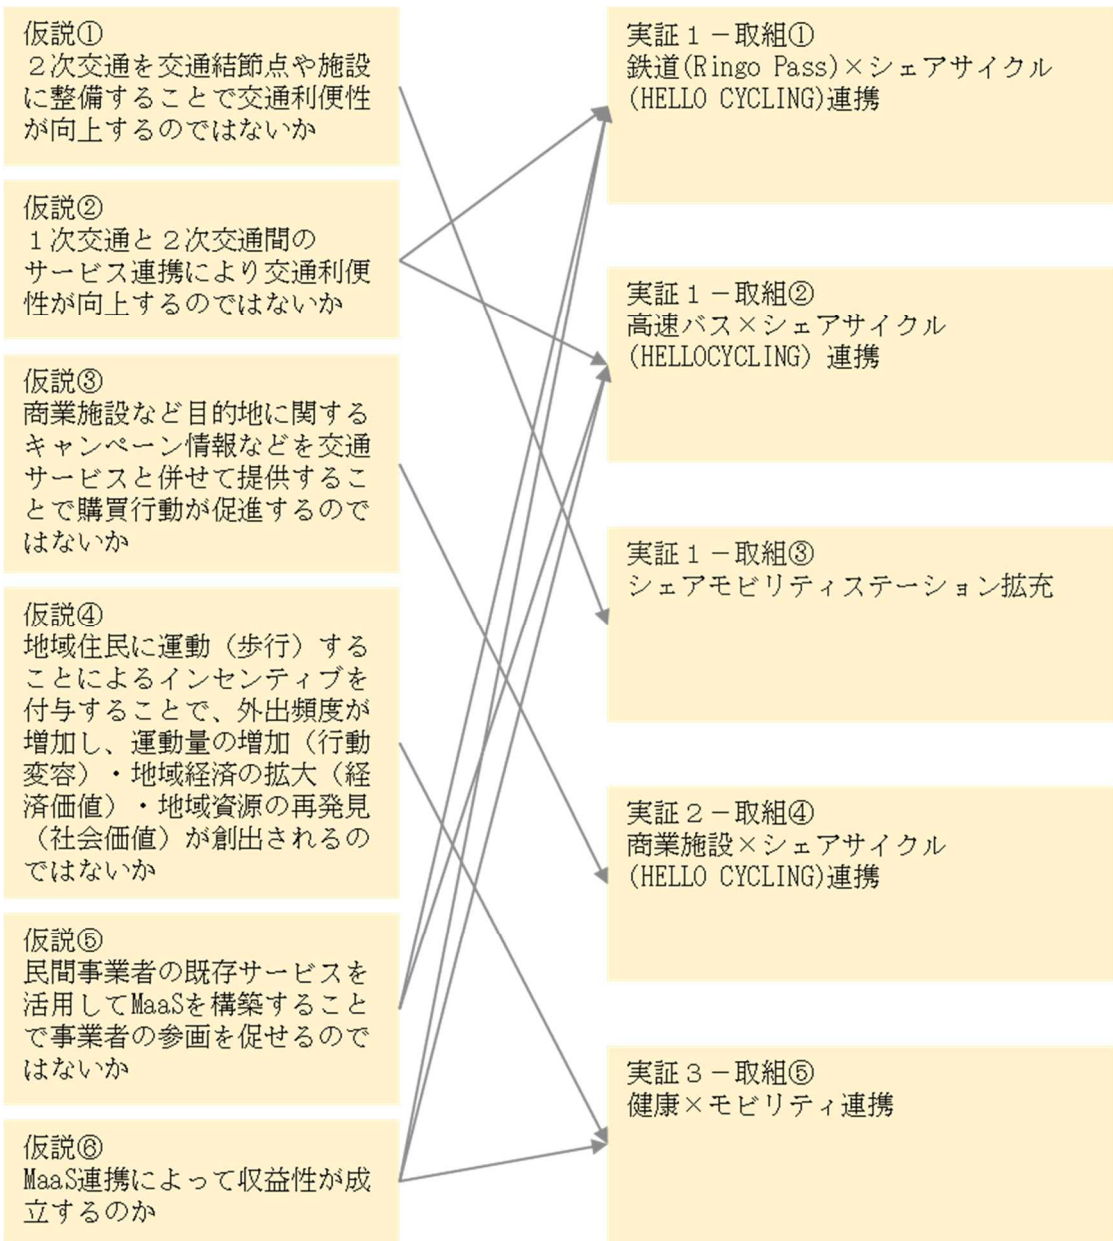 仮説①
２次交通を交通結節点や施設
に整備することで交通利便性
が向上するのではないか
仮説②
１次交通と２次交通間の
サービス連携により交通利便
性が向上するのではないか
仮説③
商業施設など目的地に関する
キャンペーン情報などを交通
サービスと併せて提供するこ
とで購買行動が促進するので
はないか
仮説④
地域住民に運動（歩行）する
ことによるインセンティブを
付与することで、外出頻度が
増加し、運動量の増加（行動
変容）・地域経済の拡大（経
済価値）・地域資源の再発見
（社会価値）が創出されるの
ではないか
仮説⑤
民間事業者の既存サービスを
活用してMaaSを構築すること
で事業者の参画を促せるので
はないか
仮説⑥
MaaS連携によって収益性が成
立するのか
実証１－取組①
鉄道(Ringo Pass)×シェアサイクル
(HELLO CYCLING)連携
実証１－取組②
高速バス×シェアサイクル
(HELLOCYCLING) 連携
実証１－取組③
シェアモビリティステーション拡充
実証２－取組④
商業施設×シェアサイクル
(HELLO CYCLING)連携
実証３－取組⑤
健康×モビリティ連携